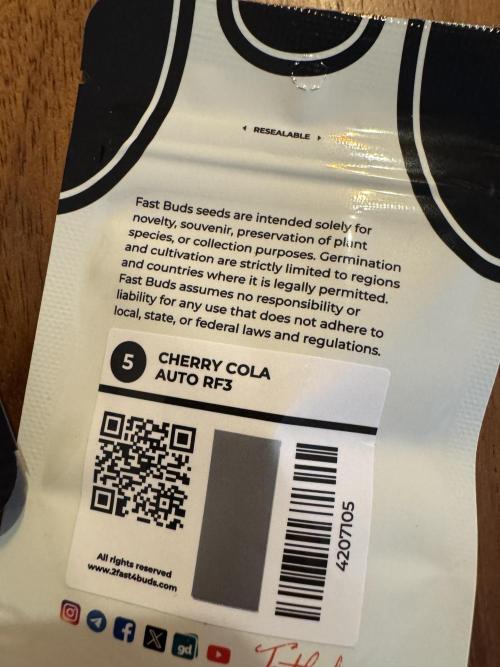 RESEALABLE
Fast Buds seeds are intended solely for
novelty, souvenir, preservation of plant
species, or collection purposes. Germination
and cultivation are strictly limited to regions
and countries where it is legally permitted.
Fast Buds assumes no responsibility or
liability for any use that does not adhere to
local, state, or federal laws and regulations.
5
CHERRY COLA
AUTO RF3
4207105
All rights reserved
www.2fast4buds.com
gd